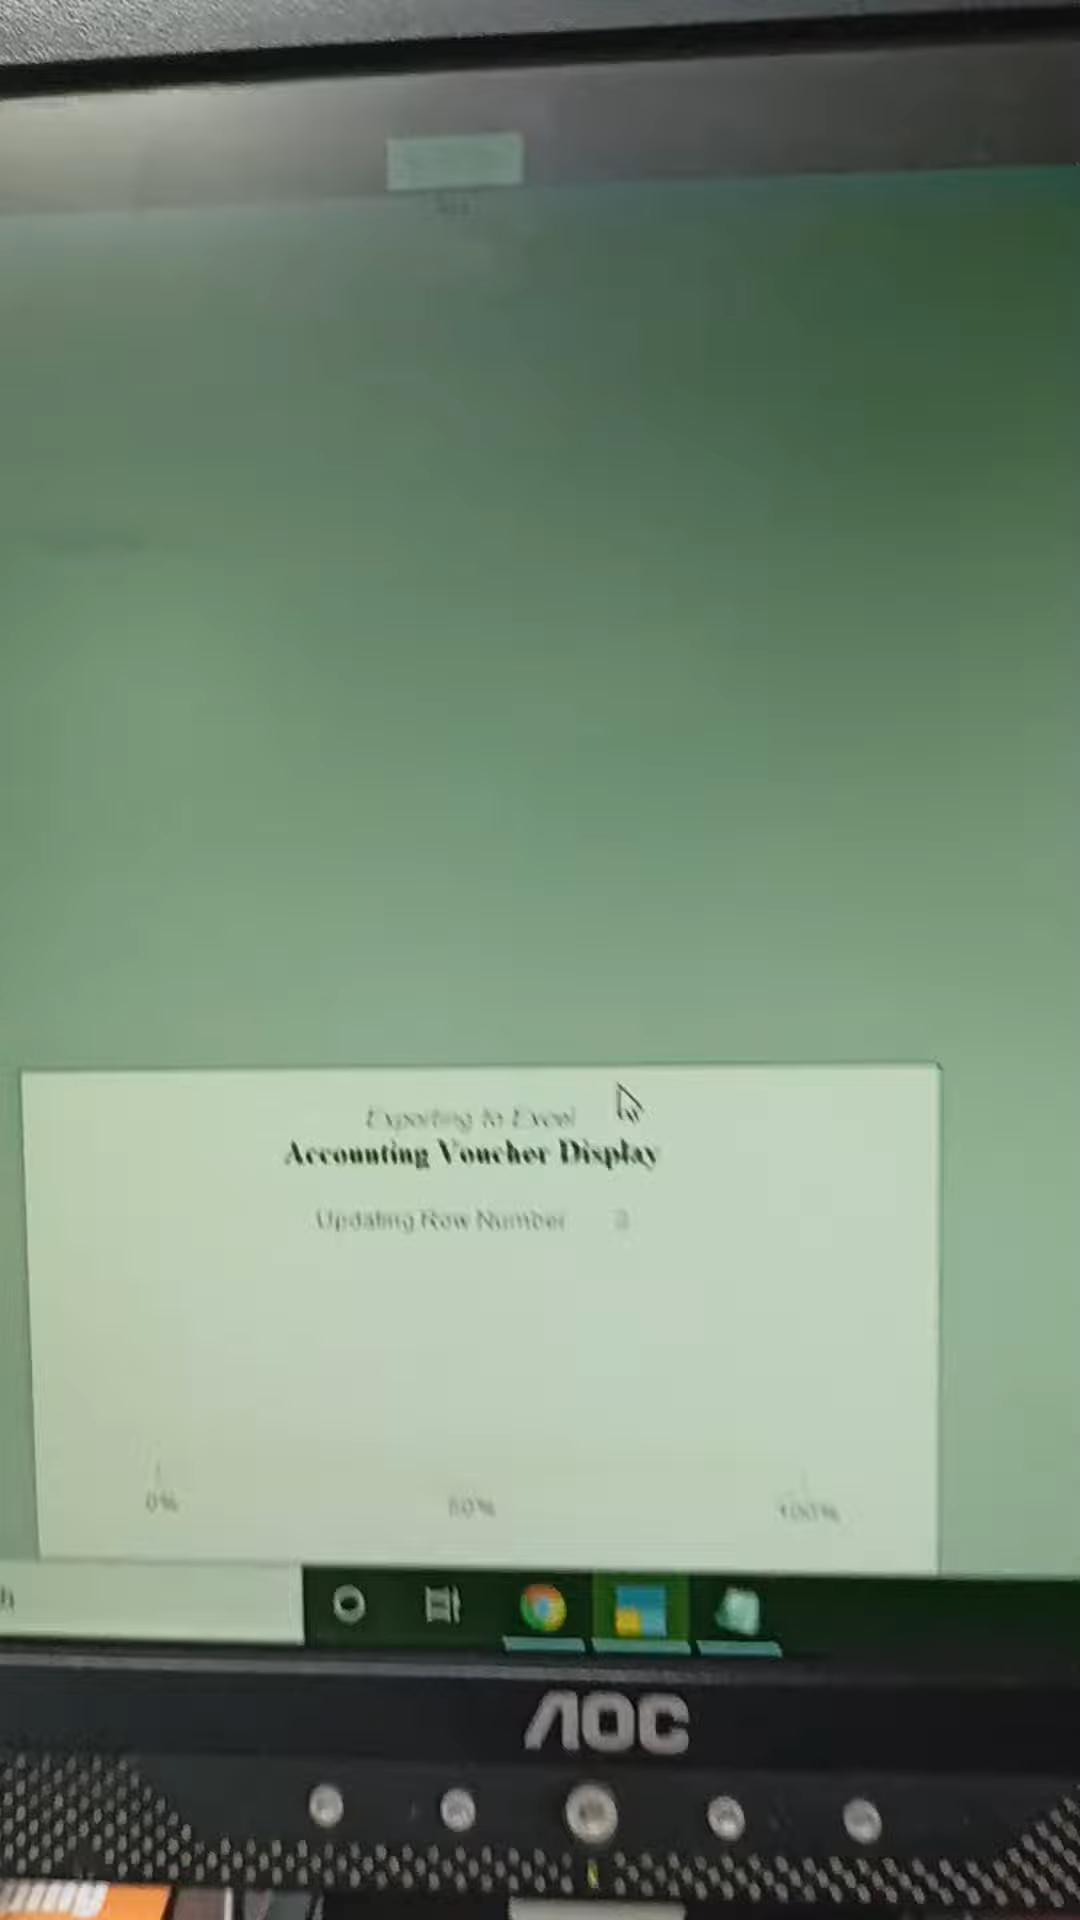 Exporting to Excel
Accounting Voucher Display
Updating Row Number
0%
50%
100%
h
AOC